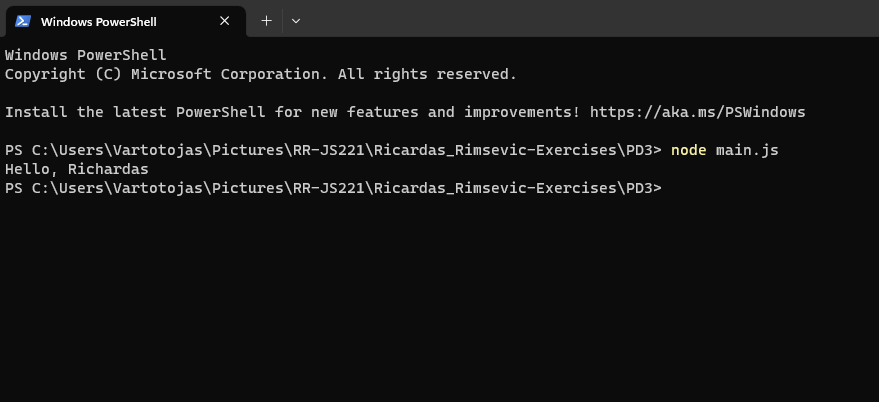 Windows PowerShell
Windows PowerShell
Copyright (C) Microsoft Corporation. All rights reserved.
Install the latest PowerShell for new features and improvements! https://aka.ms/PSWindows
PS C:\Users\Vartotojas\Pictures\RR-JS221\Ricardas_Rimsevic-Exercises\PD3> node main.js
Hello, Richardas
PS C:\Users\Vartotojas\Pictures\RR-JS221\Ricardas_Rimsevic-Exercises\PD3>